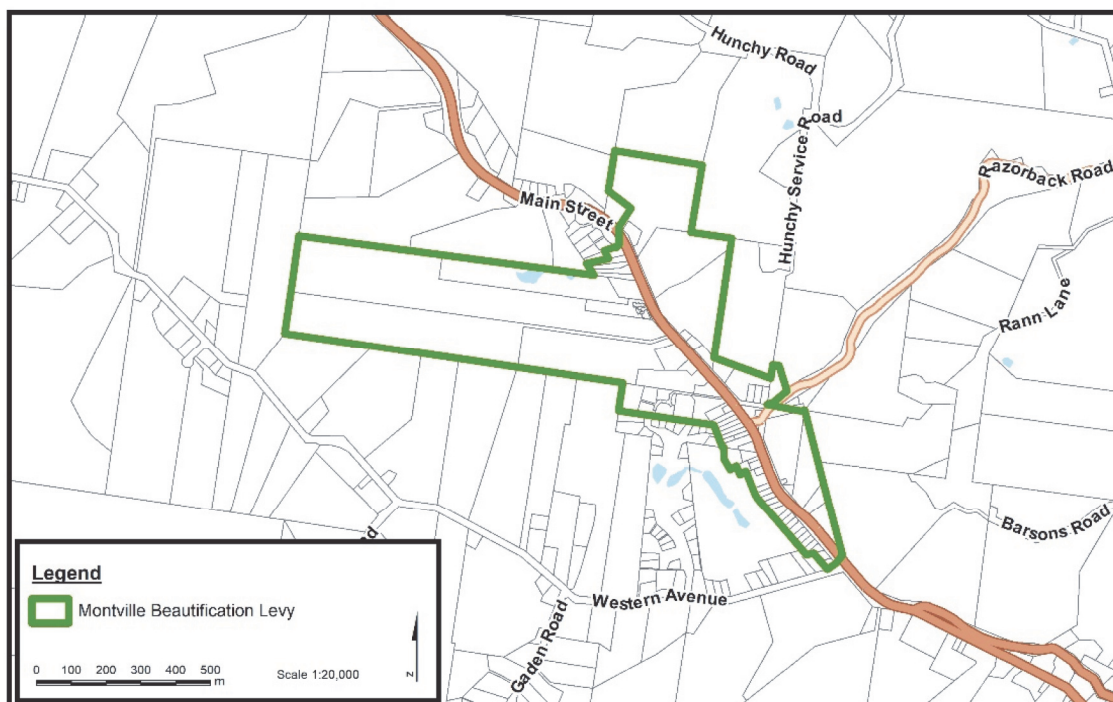 Hunchy Road
Hunchy Service Road
Razorback Road
Main Street
Rann Lane
Barsons Road
Western Avenue
Gaden Road
Legend
Montville Beautification Levy
0 100 200 300 400 500
m
Scale 1:20,000
N